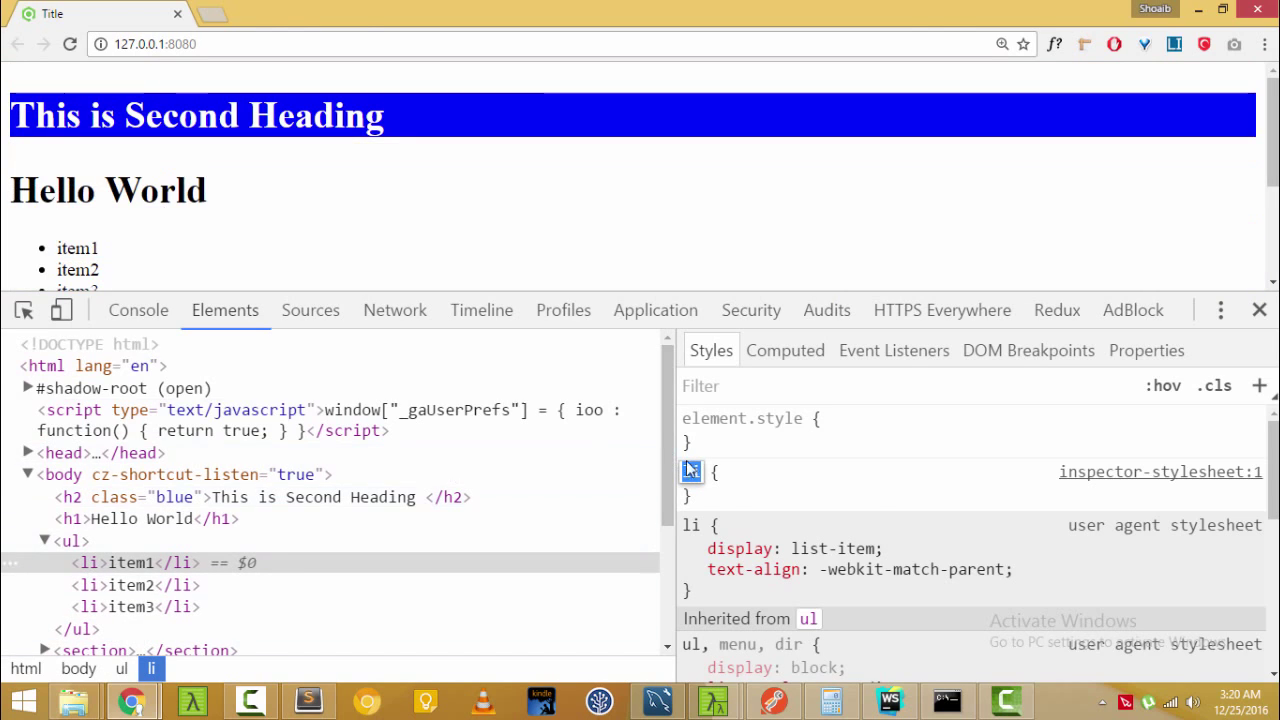 Title
Shoaib
127.0.0.1:8080
f?
LI
This is Second Heading
Hello World
• item1
• item2
Console Elements Sources Network Timeline Profiles Application Security Audits HTTPS Everywhere Redux AdBlock
<!DOCTYPE html>
<html lang="en">
#shadow-root (open)
<script type="text/javascript">window["_gaUserPrefs"] = { ioo :
function() { return true; } }</script>
<head>…</head>
<body cz-shortcut-listen="true">
<h2 class="blue">This is Second Heading </h2>
<h1>Hello World</h1>
<ul>
<li>item1</li> == $0
<li>item2</li>
<li>item3</li>
</ul>
<section>…</section>
html body ul li
Styles Computed Event Listeners DOM Breakpoints Properties
Filter :hov .cls +
element.style {
}
{ inspector-stylesheet:1
}
li { user agent stylesheet
display: list-item;
text-align: -webkit-match-parent;
}
Inherited from ul
ul, menu, dir { user agent stylesheet
display: block;
Activate Windows
Go to PC settings to activate Windows.
S
kindle
WS
3:20 AM
12/25/2016